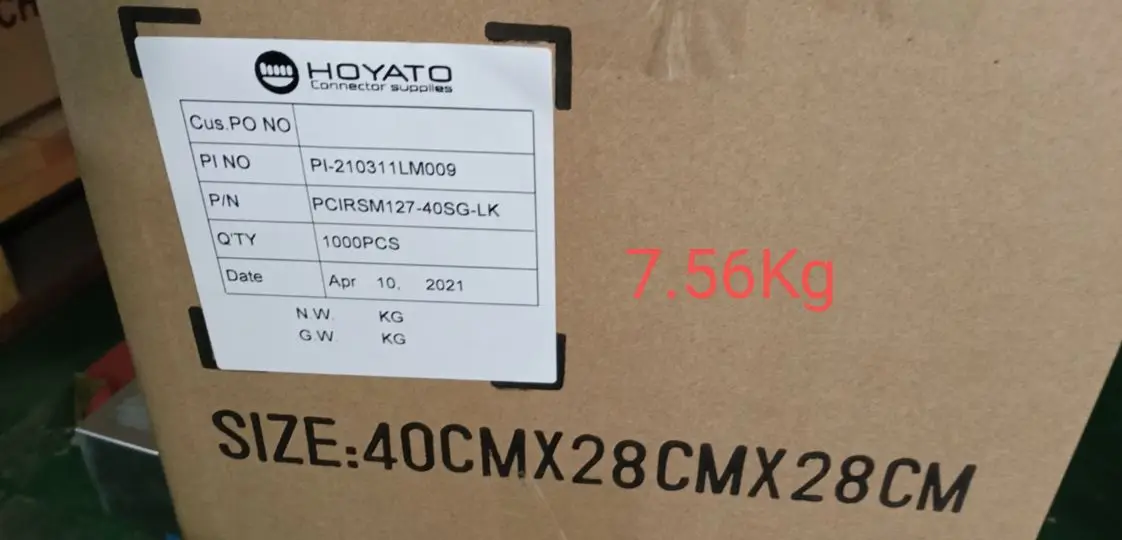 HOYATO
Connector supplies
Cus.PO NO
PI NO PI-210311LM009
P/N PCIRSM127-40SG-LK
Q'TY 1000PCS
Date Apr 10, 2021
N.W. KG
G.W. KG
7.56Kg
SIZE:40CMX28CMX28CM